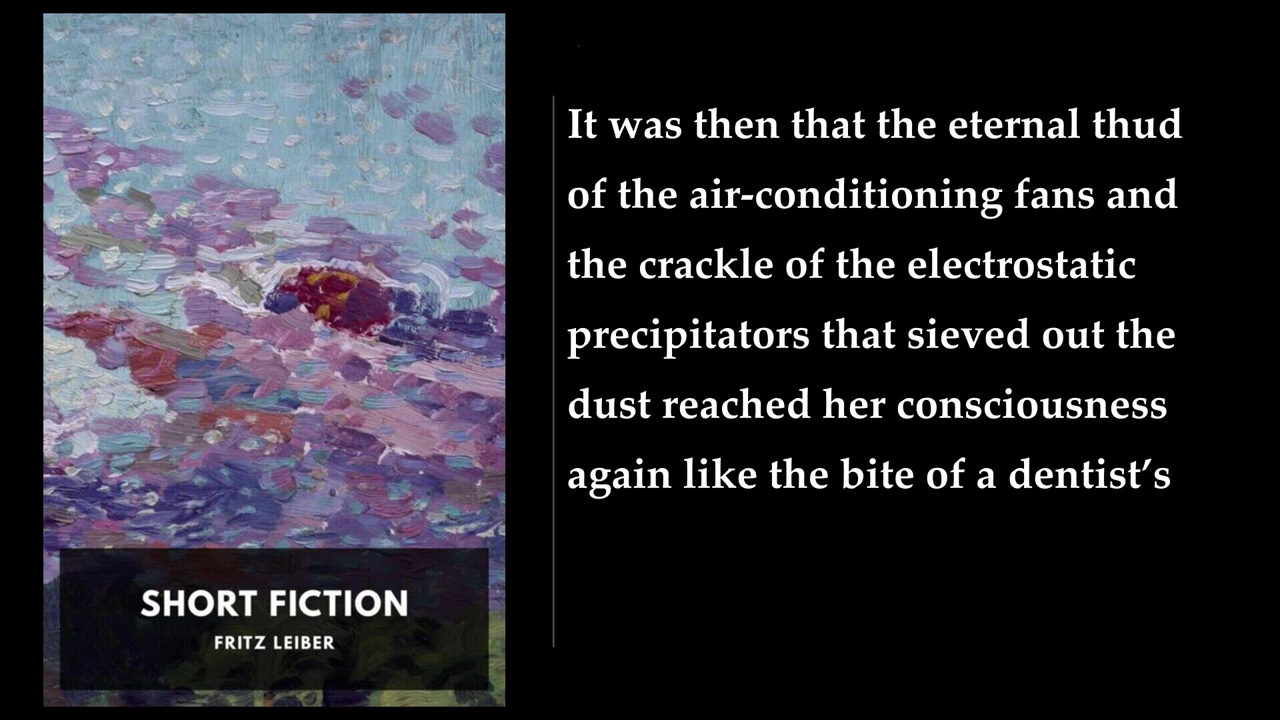 SHORT FICTION
FRITZ LEIBER
It was then that the eternal thud
of the air-conditioning fans and
the crackle of the electrostatic
precipitators that sieved out the
dust reached her consciousness
again like the bite of a dentist’s